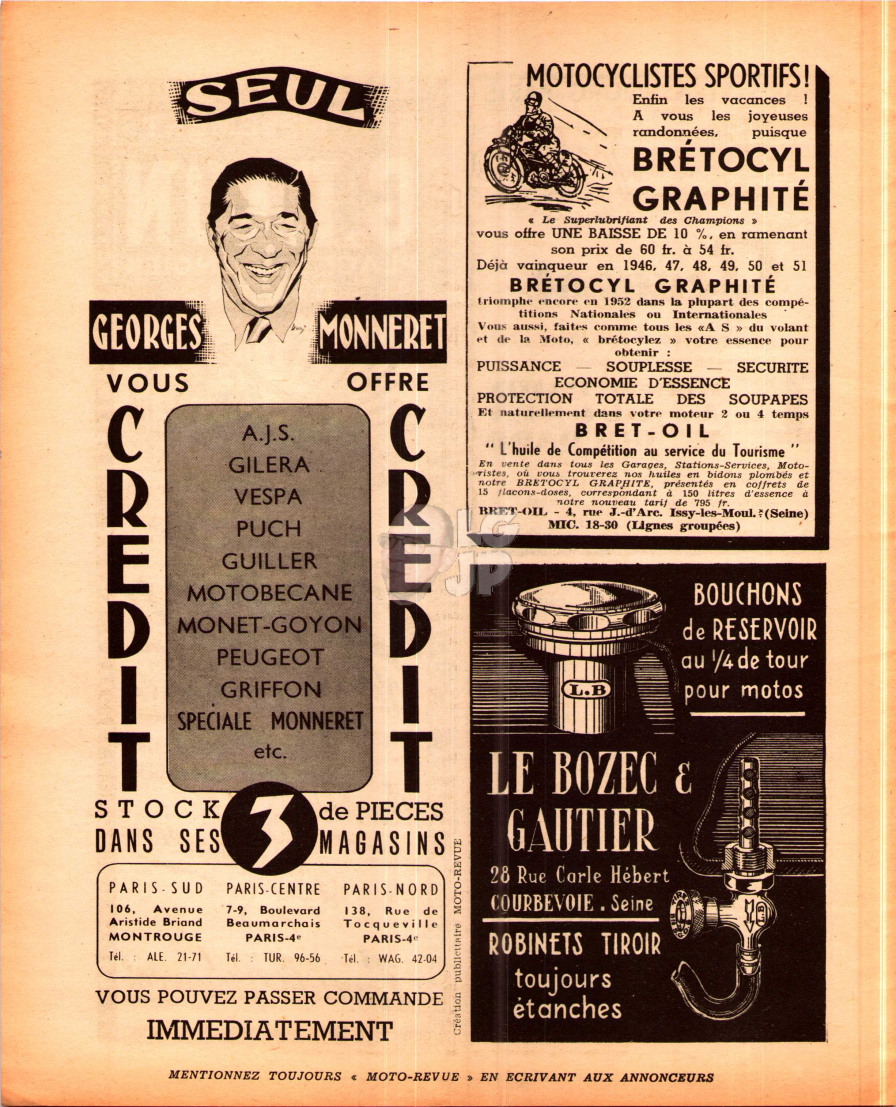 SEUL
GEORGES MONNERET
VOUS OFFRE
CREDIT
A.J.S.
GILERA
VESPA
PUCH
GUILLER
MOTOBECANE
MONET-GOYON
PEUGEOT
GRIFFON
SPECIALE MONNERET
etc.
CREDIT
STOCK 3 de PIECES
DANS SES MAGASINS
PARIS-SUD
106, Avenue
Aristide Briand
MONTROUGE
Tél. : ALE. 21-71
PARIS-CENTRE
7-9, Boulevard
Beaumarchais
PARIS-4e
Tél. : TUR. 96-56
PARIS-NORD
138, Rue de
Tocqueville
PARIS-4e
Tél. : WAG. 42-04
VOUS POUVEZ PASSER COMMANDE
IMMEDIATEMENT
Création publicitaire MOTO-REVUE
MOTOCYCLISTES SPORTIFS!
Enfin les vacances !
A vous les joyeuses
randonnées, puisque
BRÉTOCYL
GRAPHITÉ
« Le Superlubrifiant des Champions »
vous offre UNE BAISSE DE 10 %, en ramenant
son prix de 60 fr. à 54 fr.
Déjà vainqueur en 1946, 47, 48, 49, 50 et 51
BRÉTOCYL GRAPHITÉ
triomphe encore en 1952 dans la plupart des compé-
titions Nationales ou Internationales
Vous aussi, faites comme tous les «A S » du volant
et de la Moto, « brétocylez » votre essence pour
obtenir :
PUISSANCE — SOUPLESSE — SECURITE
ECONOMIE D'ESSENCE
PROTECTION TOTALE DES SOUPAPES
Et naturellement dans votre moteur 2 ou 4 temps
BRET-OIL
" L'huile de Compétition au service du Tourisme "
En vente dans tous les Garages, Stations-Services, Moto-
ristes, où vous trouverez nos huiles en bidons plombés et
notre BRETOCYL GRAPHITE, présentés en coffrets de
15 flacons-doses, correspondant à 150 litres d'essence à
notre nouveau tarif de 795 fr.
BRET-OIL - 4, rue J.-d'Arc. Issy-les-Moul. (Seine)
MIC. 18-30 (Lignes groupées)
LG
JP
BOUCHONS
de RESERVOIR
au 1/4 de tour
pour motos
L.B
LE BOZEC &
GAUTIER
28 Rue Carle Hébert
COURBEVOIE . Seine
ROBINETS TIROIR
toujours
étanches
MENTIONNEZ TOUJOURS « MOTO-REVUE » EN ECRIVANT AUX ANNONCEURS